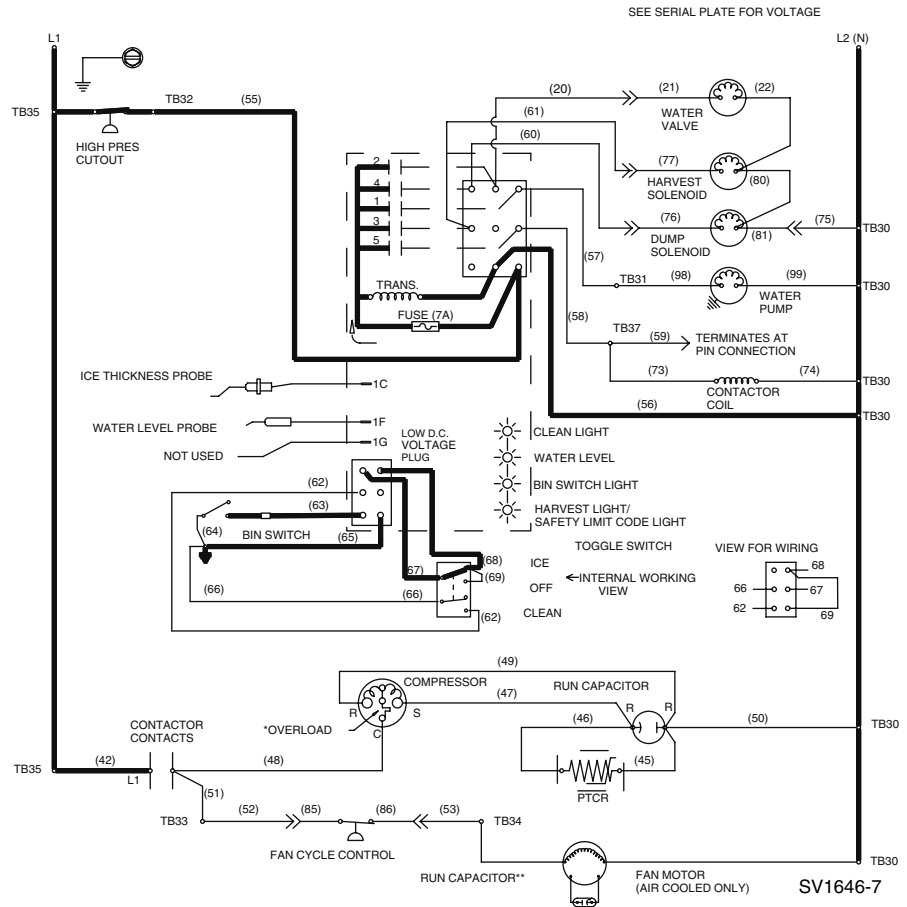 SEE SERIAL PLATE FOR VOLTAGE
L1
L2 (N)
TB35
TB32
(55)
HIGH PRES
CUTOUT
(20)
(21)
(22)
WATER
VALVE
(61)
(60)
(77)
HARVEST
SOLENOID
(80)
(76)
DUMP
SOLENOID
(81)
(75)
TB30
2
4
1
3
5
(57)
TB31
(98)
(99)
WATER
PUMP
TB30
TRANS.
FUSE (7A)
(58)
TB37
(59)
TERMINATES AT
PIN CONNECTION
(73)
(74)
CONTACTOR
COIL
TB30
(56)
TB30
ICE THICKNESS PROBE
1C
WATER LEVEL PROBE
1F
1G
NOT USED
LOW D.C.
VOLTAGE
PLUG
CLEAN LIGHT
WATER LEVEL
BIN SWITCH LIGHT
HARVEST LIGHT/
SAFETY LIMIT CODE LIGHT
(62)
(63)
(64)
BIN SWITCH
(65)
(66)
(67)
(66)
(68)
(69)
(62)
TOGGLE SWITCH
ICE
OFF
CLEAN
INTERNAL WORKING
VIEW
VIEW FOR WIRING
68
66
67
62
69
(49)
COMPRESSOR
(47)
RUN CAPACITOR
R
S
C
*OVERLOAD
R
R
(46)
(50)
TB30
(45)
PTCR
CONTACTOR
CONTACTS
TB35
(42)
L1
(48)
(51)
TB33
(52)
(85)
(86)
(53)
TB34
FAN CYCLE CONTROL
RUN CAPACITOR**
FAN MOTOR
(AIR COOLED ONLY)
TB30
SV1646-7